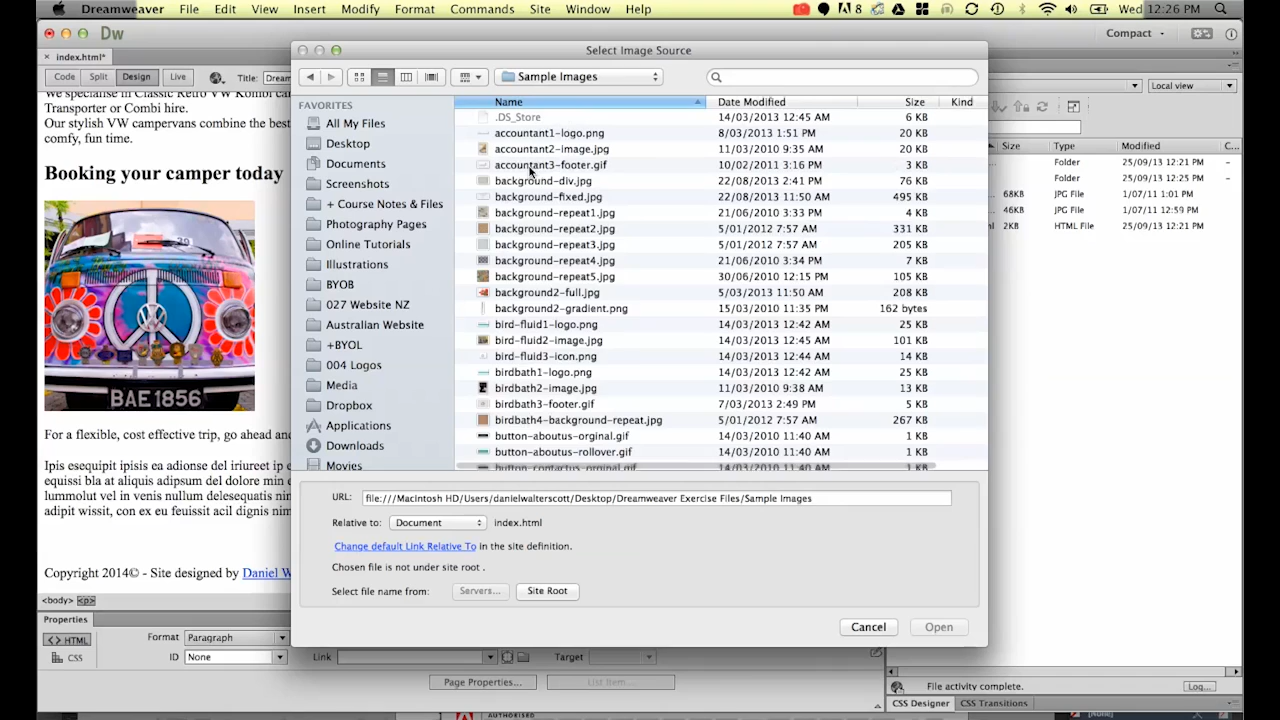 Dreamweaver File Edit View Insert Modify Format Commands Site Window Help 8 Wed 12:26 PM
Dw Compact
index.html*
Code Split Design Live Title: Dream
We specialise in Classic Retro VW Kombi ca
Transporter or Combi hire.
Our stylish VW campervans combine the best
comfy, fun time.
Booking your camper today
BAE 1856
For a flexible, cost effective trip, go ahead and
Ipis esequipit ipisis ea adionse del iriureet ip e
equissi bla at aliquis adipsum del dolore min
lummolut vel in venis nullum delesequatis nin
adipit wissit, con ex eu feuissit acil dignis nim
Copyright 2014© - Site designed by Daniel W
<body> <p>
Properties
<> HTML Format Paragraph
CSS ID None Link Target
Page Properties... List Item...
Select Image Source
Sample Images
FAVORITES
All My Files
Desktop
Documents
Screenshots
+ Course Notes & Files
Photography Pages
Online Tutorials
Illustrations
BYOB
027 Website NZ
Australian Website
+BYOL
004 Logos
Media
Dropbox
Applications
Downloads
Movies
Name Date Modified Size Kind
.DS_Store 14/03/2013 12:45 AM 6 KB
accountant1-logo.png 8/03/2013 1:51 PM 20 KB
accountant2-image.jpg 11/03/2010 9:35 AM 20 KB
accountant3-footer.gif 10/02/2011 3:16 PM 3 KB
background-div.jpg 22/08/2013 2:41 PM 76 KB
background-fixed.jpg 22/08/2013 11:50 AM 495 KB
background-repeat1.jpg 21/06/2010 3:33 PM 4 KB
background-repeat2.jpg 5/01/2012 7:57 AM 331 KB
background-repeat3.jpg 5/01/2012 7:57 AM 205 KB
background-repeat4.jpg 21/06/2010 3:34 PM 7 KB
background-repeat5.jpg 30/06/2010 12:15 PM 105 KB
background2-full.jpg 5/03/2013 11:50 AM 208 KB
background2-gradient.png 15/03/2010 11:35 PM 162 bytes
bird-fluid1-logo.png 14/03/2013 12:42 AM 25 KB
bird-fluid2-image.jpg 14/03/2013 12:45 AM 101 KB
bird-fluid3-icon.png 14/03/2013 12:44 AM 14 KB
birdbath1-logo.png 14/03/2013 12:42 AM 25 KB
birdbath2-image.jpg 11/03/2010 9:38 AM 13 KB
birdbath3-footer.gif 7/03/2013 2:49 PM 5 KB
birdbath4-background-repeat.jpg 5/01/2012 7:57 AM 267 KB
button-aboutus-orginal.gif 14/03/2010 11:40 AM 1 KB
button-aboutus-rollover.gif 14/03/2010 11:40 AM 1 KB
button-contactus-orginal.gif 14/03/2010 11:40 AM 1 KB
URL: file:///Macintosh HD/Users/danielwalterscott/Desktop/Dreamweaver Exercise Files/Sample Images
Relative to: Document index.html
Change default Link Relative To in the site definition.
Chosen file is not under site root .
Select file name from: Servers... Site Root
Cancel Open
Local view
Size Type Modified C...
Folder 25/09/13 12:21 PM -
Folder 25/09/13 12:25 PM -
68KB JPG File 1/07/11 1:01 PM
46KB JPG File 1/07/11 12:59 PM
2KB HTML File 25/09/13 12:21 PM
File activity complete. Log...
CSS Designer CSS Transitions
AUTHORISED
[None]